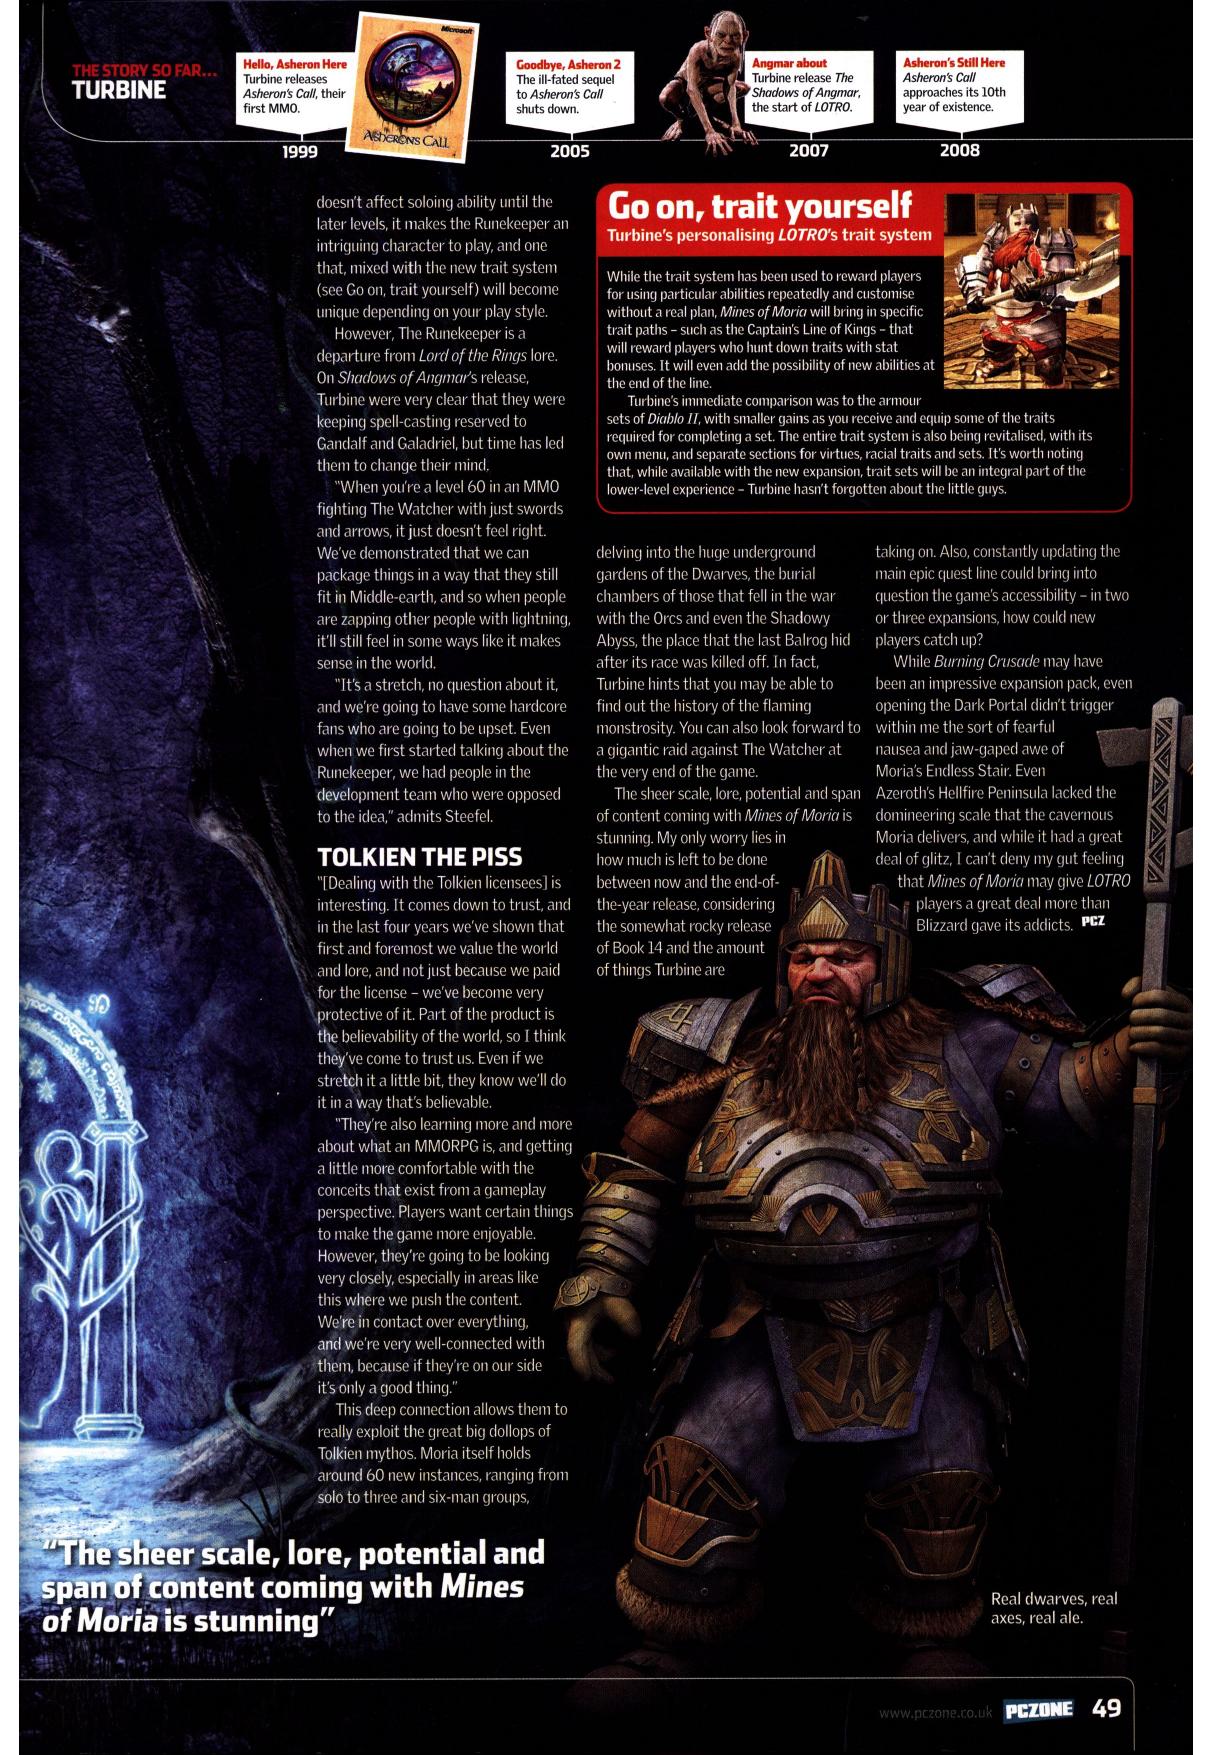 THE STORY SO FAR...
TURBINE
Hello, Asheron Here
Turbine releases
Asheron's Call, their
first MMO.
1999
Microsoft
ASHERON'S CALL
Goodbye, Asheron 2
The ill-fated sequel
to Asheron's Call
shuts down.
2005
Angmar about
Turbine release The
Shadows of Angmar,
the start of LOTRO.
2007
Asheron's Still Here
Asheron's Call
approaches its 10th
year of existence.
2008
doesn't affect soloing ability until the
later levels, it makes the Runekeeper an
intriguing character to play, and one
that, mixed with the new trait system
(see Go on, trait yourself) will become
unique depending on your play style.
However, The Runekeeper is a
departure from Lord of the Rings lore.
On Shadows of Angmar's release,
Turbine were very clear that they were
keeping spell-casting reserved to
Gandalf and Galadriel, but time has led
them to change their mind.
"When you're a level 60 in an MMO
fighting The Watcher with just swords
and arrows, it just doesn't feel right.
We've demonstrated that we can
package things in a way that they still
fit in Middle-earth, and so when people
are zapping other people with lightning,
it'll still feel in some ways like it makes
sense in the world.
"It's a stretch, no question about it,
and we're going to have some hardcore
fans who are going to be upset. Even
when we first started talking about the
Runekeeper, we had people in the
development team who were opposed
to the idea," admits Steefel.
TOLKIEN THE PISS
"[Dealing with the Tolkien licensees] is
interesting. It comes down to trust, and
in the last four years we've shown that
first and foremost we value the world
and lore, and not just because we paid
for the license – we've become very
protective of it. Part of the product is
the believability of the world, so I think
they've come to trust us. Even if we
stretch it a little bit, they know we'll do
it in a way that's believable.
"They're also learning more and more
about what an MMORPG is, and getting
a little more comfortable with the
conceits that exist from a gameplay
perspective. Players want certain things
to make the game more enjoyable.
However, they're going to be looking
very closely, especially in areas like
this where we push the content.
We're in contact over everything,
and we're very well-connected with
them, because if they're on our side
it's only a good thing."
This deep connection allows them to
really exploit the great big dollops of
Tolkien mythos. Moria itself holds
around 60 new instances, ranging from
solo to three and six-man groups,
Go on, trait yourself
Turbine's personalising LOTRO's trait system
While the trait system has been used to reward players
for using particular abilities repeatedly and customise
without a real plan, Mines of Moria will bring in specific
trait paths – such as the Captain's Line of Kings – that
will reward players who hunt down traits with stat
bonuses. It will even add the possibility of new abilities at
the end of the line.
Turbine's immediate comparison was to the armour
sets of Diablo II, with smaller gains as you receive and equip some of the traits
required for completing a set. The entire trait system is also being revitalised, with its
own menu, and separate sections for virtues, racial traits and sets. It's worth noting
that, while available with the new expansion, trait sets will be an integral part of the
lower-level experience – Turbine hasn't forgotten about the little guys.
delving into the huge underground
gardens of the Dwarves, the burial
chambers of those that fell in the war
with the Orcs and even the Shadowy
Abyss, the place that the last Balrog hid
after its race was killed off. In fact,
Turbine hints that you may be able to
find out the history of the flaming
monstrosity. You can also look forward to
a gigantic raid against The Watcher at
the very end of the game.
The sheer scale, lore, potential and span
of content coming with Mines of Moria is
stunning. My only worry lies in
how much is left to be done
between now and the end-of-
the-year release, considering
the somewhat rocky release
of Book 14 and the amount
of things Turbine are
taking on. Also, constantly updating the
main epic quest line could bring into
question the game's accessibility – in two
or three expansions, how could new
players catch up?
While Burning Crusade may have
been an impressive expansion pack, even
opening the Dark Portal didn't trigger
within me the sort of fearful
nausea and jaw-gaped awe of
Moria's Endless Stair. Even
Azeroth's Hellfire Peninsula lacked the
domineering scale that the cavernous
Moria delivers, and while it had a great
deal of glitz, I can't deny my gut feeling
that Mines of Moria may give LOTRO
players a great deal more than
Blizzard gave its addicts. PCZ
"The sheer scale, lore, potential and
span of content coming with Mines
of Moria is stunning"
Real dwarves, real
axes, real ale.
www.pczone.co.uk PCZONE 49